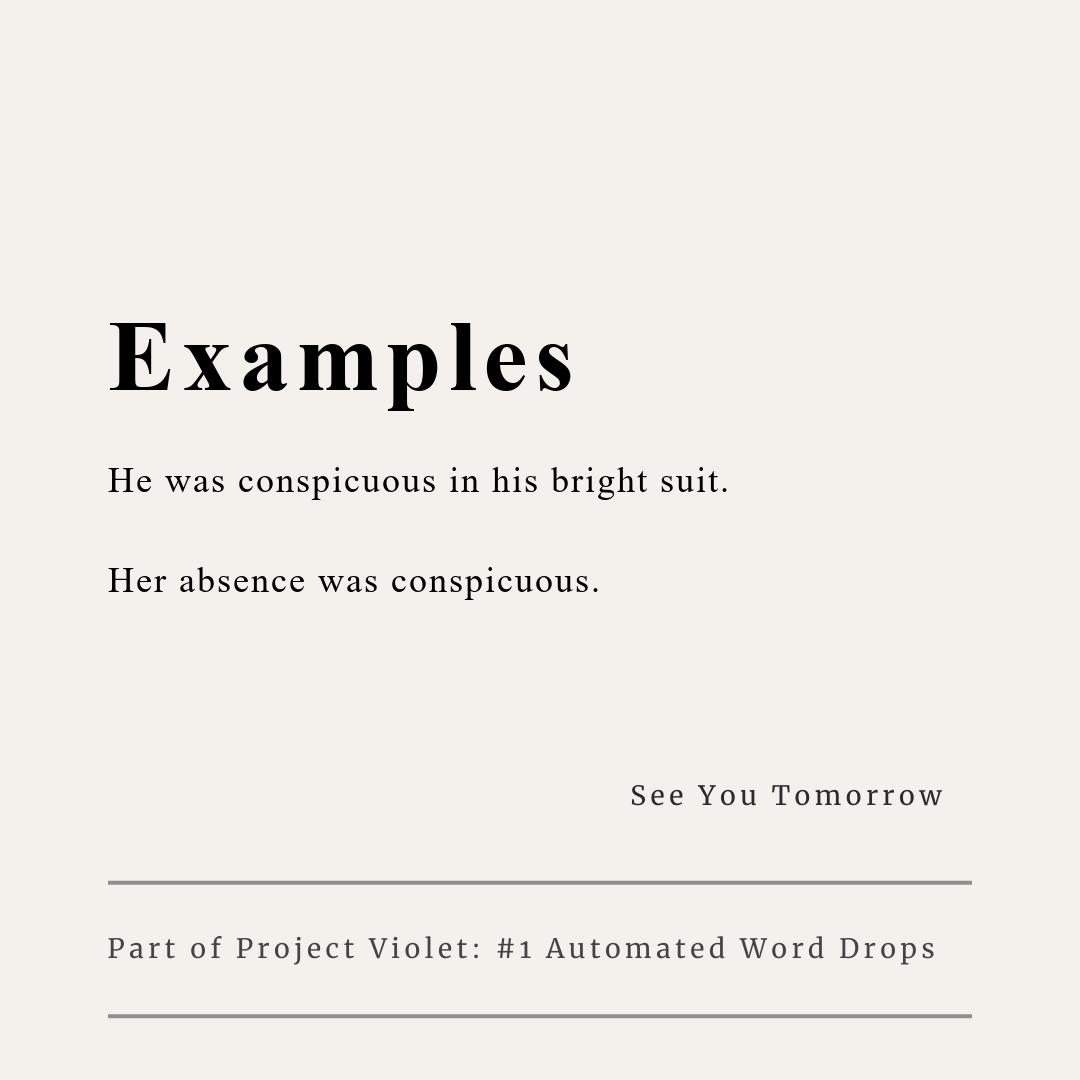 Examples
He was conspicuous in his bright suit.
Her absence was conspicuous.
See You Tomorrow
Part of Project Violet: #1 Automated Word Drops